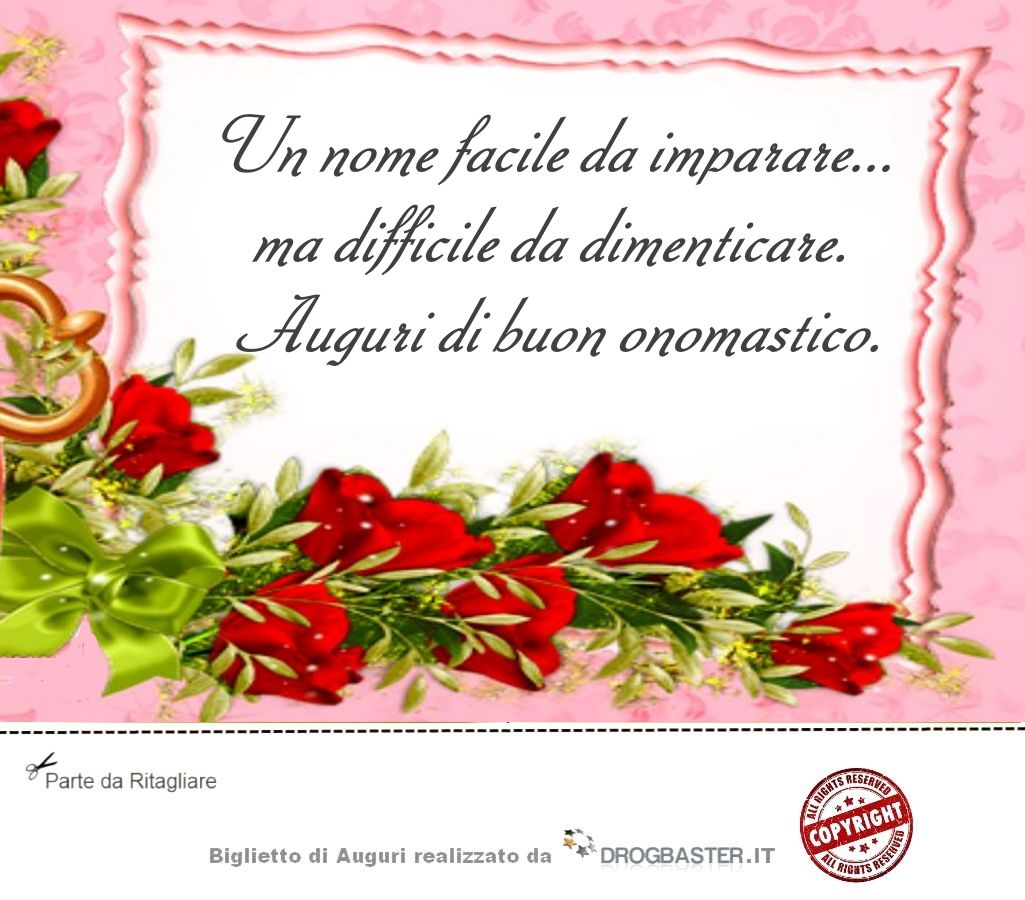 Un nome facile da imparare...
ma difficile da dimenticare.
Auguri di buon onomastico.
Parte da Ritagliare
ALL RIGHTS RESERVED
COPYRIGHT
ALL RIGHTS RESERVED
Biglietto di Auguri realizzato da DROGBASTER.IT